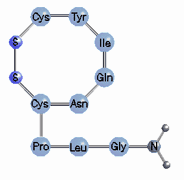 Cys Tyr
S Ile
S Gln
Cys Asn
Pro Leu Gly N